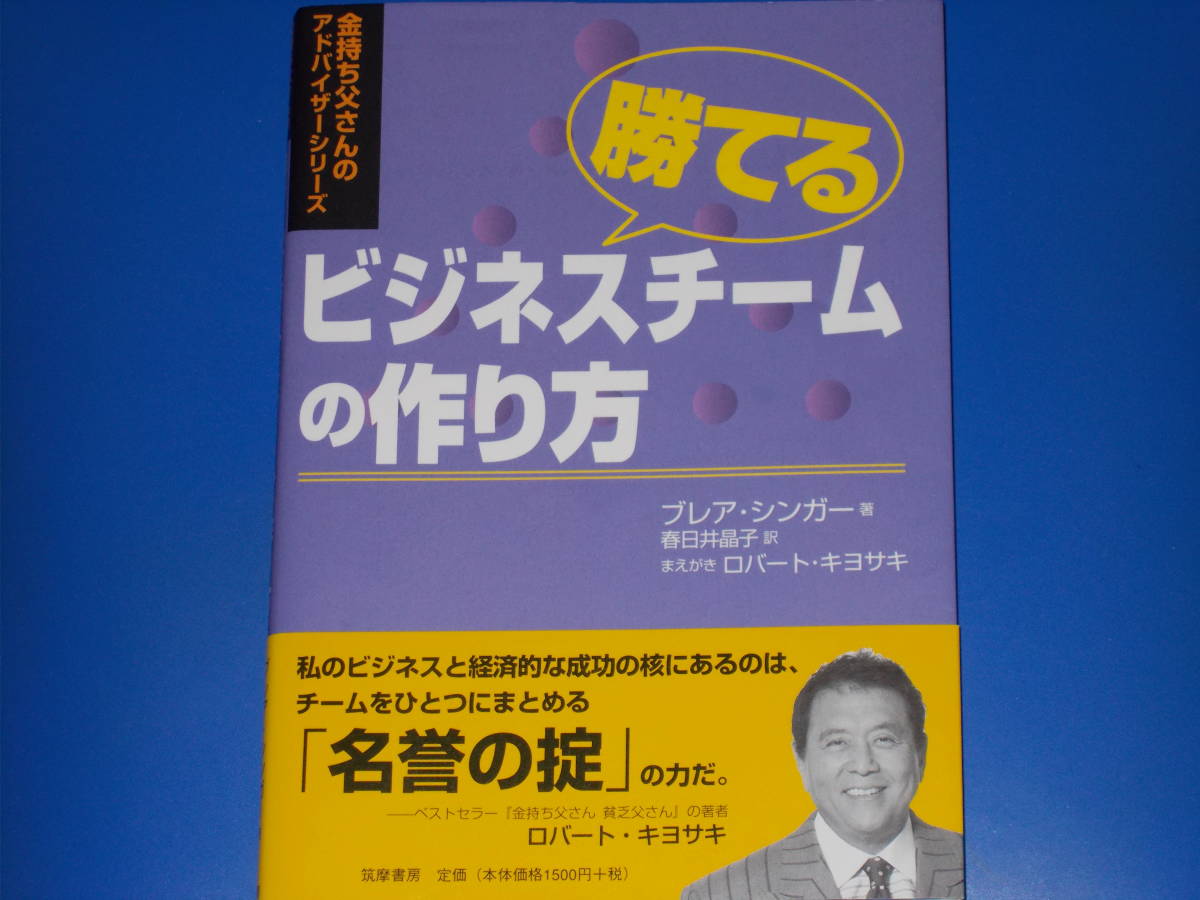 金持ち父さんの
アドバイザーシリーズ
勝てる
ビジネスチーム
の作り方
ブレア・シンガー 著
春日井晶子 訳
まえがき ロバート・キヨサキ
私のビジネスと経済的な成功の核にあるのは、
チームをひとつにまとめる
「名誉の掟」の力だ。
――ベストセラー『金持ち父さん 貧乏父さん』の著者
ロバート・キヨサキ
筑摩書房 定価（本体価格1500円＋税）